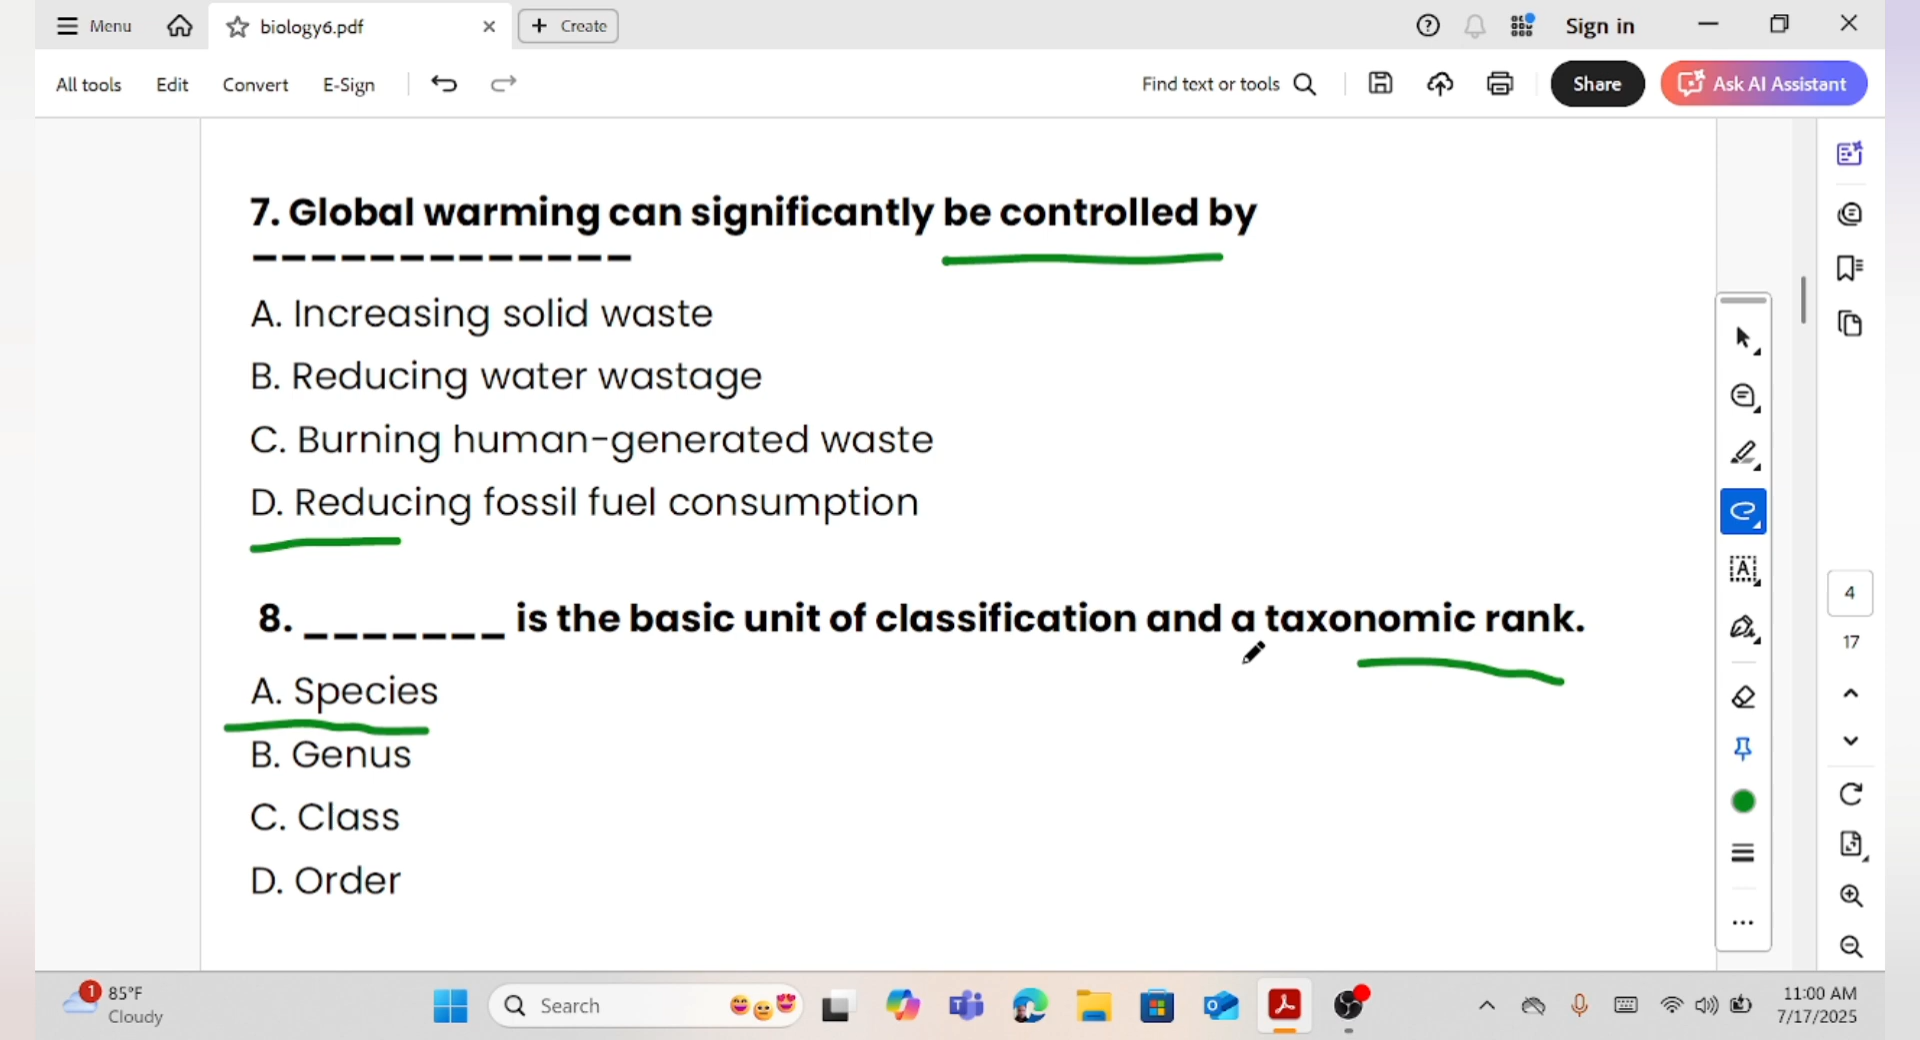 Menu
biology6.pdf
Create
Sign in
All tools
Edit
Convert
E-Sign
Find text or tools
Share
Ask AI Assistant
7. Global warming can significantly be controlled by
_____________
A. Increasing solid waste
B. Reducing water wastage
C. Burning human-generated waste
D. Reducing fossil fuel consumption
8. _______ is the basic unit of classification and a taxonomic rank.
A. Species
B. Genus
C. Class
D. Order
4
17
1
85°F
Cloudy
Search
11:00 AM
7/17/2025